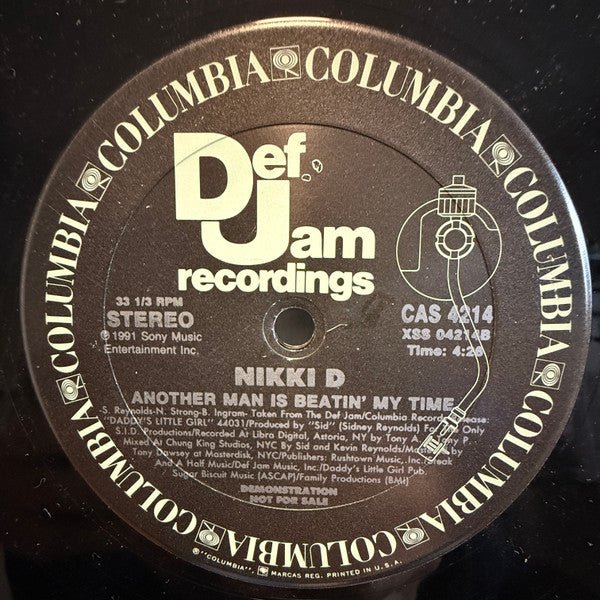 COLUMBIA COLUMBIA COLUMBIA COLUMBIA COLUMBIA COLUMBIA COLUMBIA COLUMBIA
Def
Jam
recordings
33 1/3 RPM
STEREO
℗1991 Sony Music
Entertainment Inc.
CAS 4214
XSS 04214B
Time: 4:26
NIKKI D
ANOTHER MAN IS BEATIN' MY TIME
-S. Reynolds-N. Strong-B. Ingram- Taken From The Def Jam/Columbia Records Release:
"DADDY'S LITTLE GIRL" 44031/Produced by "Sid" (Sidney Reynolds) For Only
S.I.D. Productions/Recorded At Libra Digital, Astoria, NY by Tony A.
Mixed At Chung King Studios, NYC By Sid and Kevin Reynolds/Mastered by
Tony Dawsey at Masterdisk, NYC/Publishers: Rushtown Music, Inc./Steak
And A Half Music/Def Jam Music, Inc./Daddy's Little Girl Pub.
Sugar Biscuit Music (ASCAP)/Family Productions (BMI)
DEMONSTRATION
NOT FOR SALE
® "COLUMBIA", MARCAS REG. PRINTED IN U.S.A.